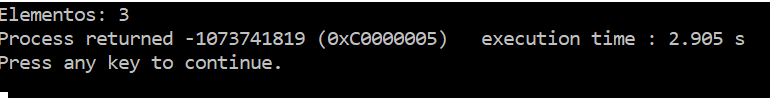 Elementos: 3
Process returned -1073741819 (0xC0000005)   execution time : 2.905 s
Press any key to continue.